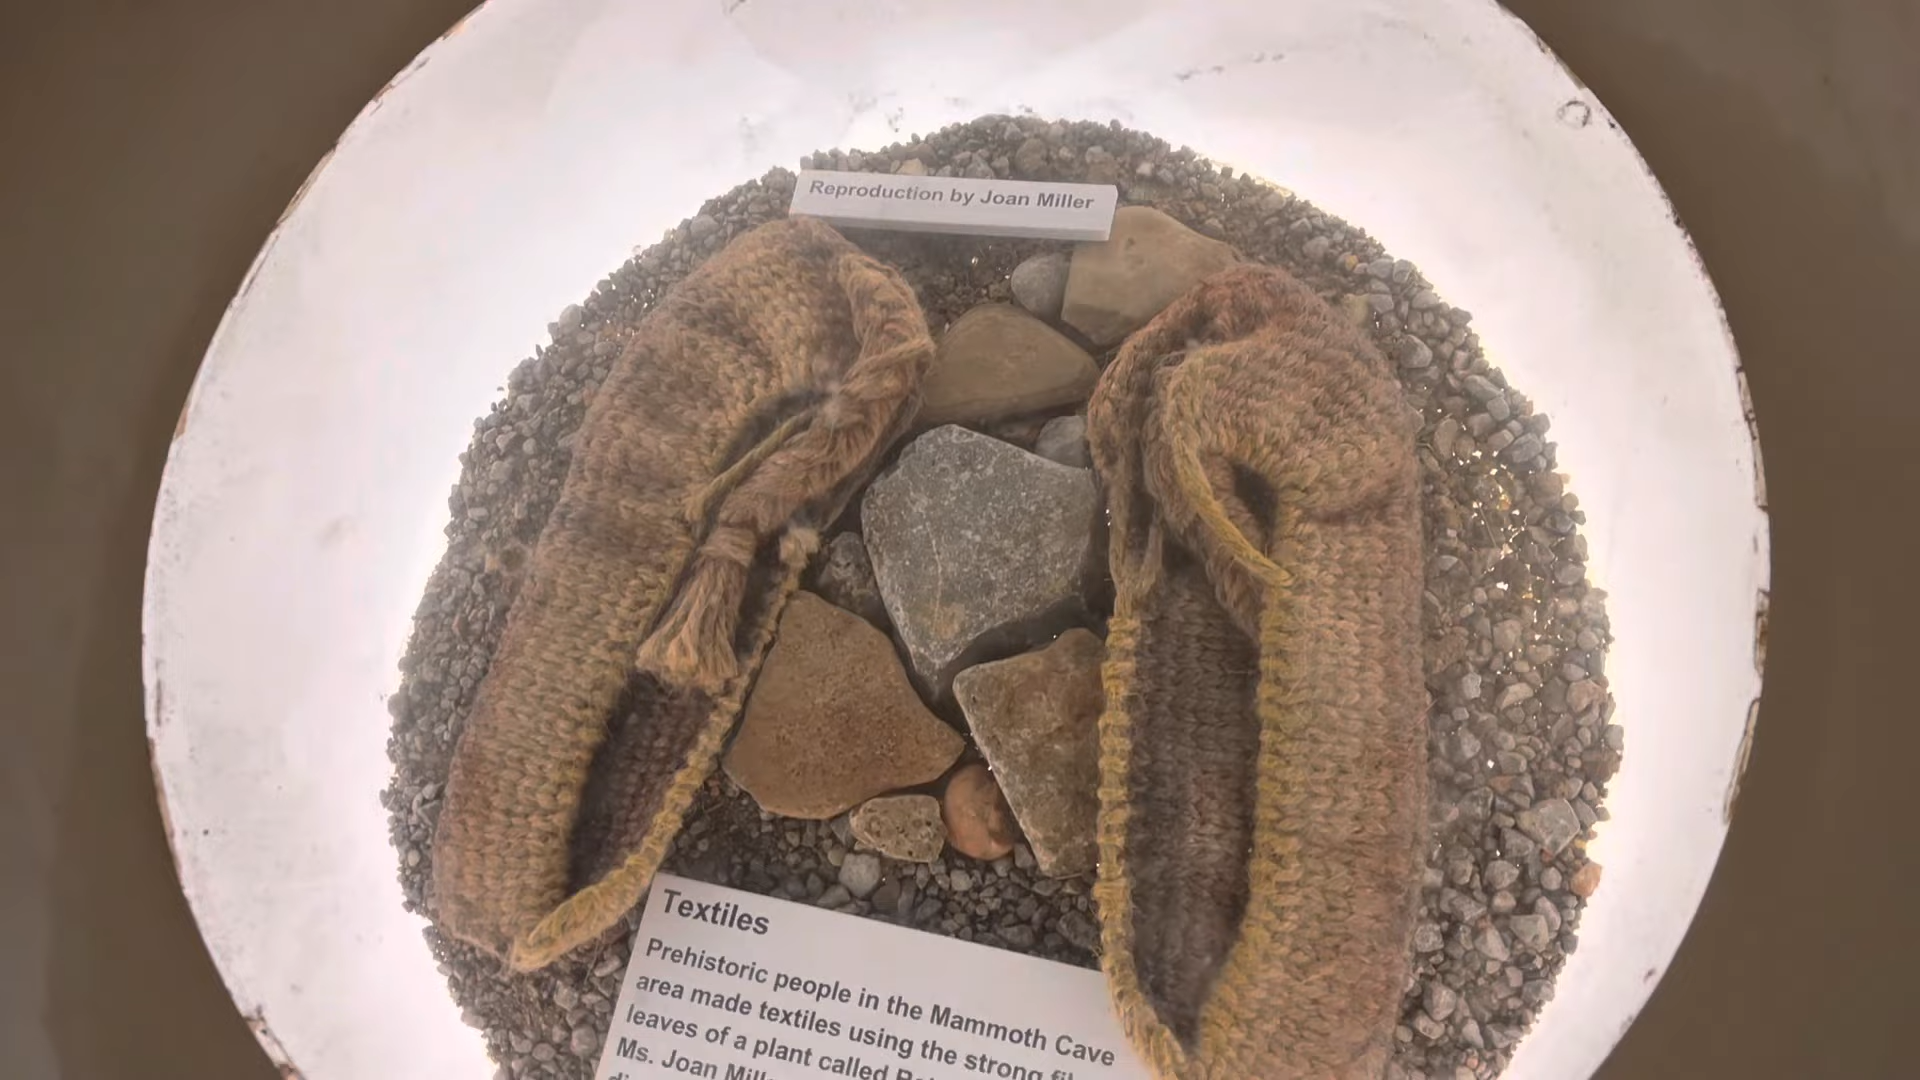 Reproduction by Joan Miller
Textiles
Prehistoric people in the Mammoth Cave
area made textiles using the strong
leaves of a plant called
Ms. Joan